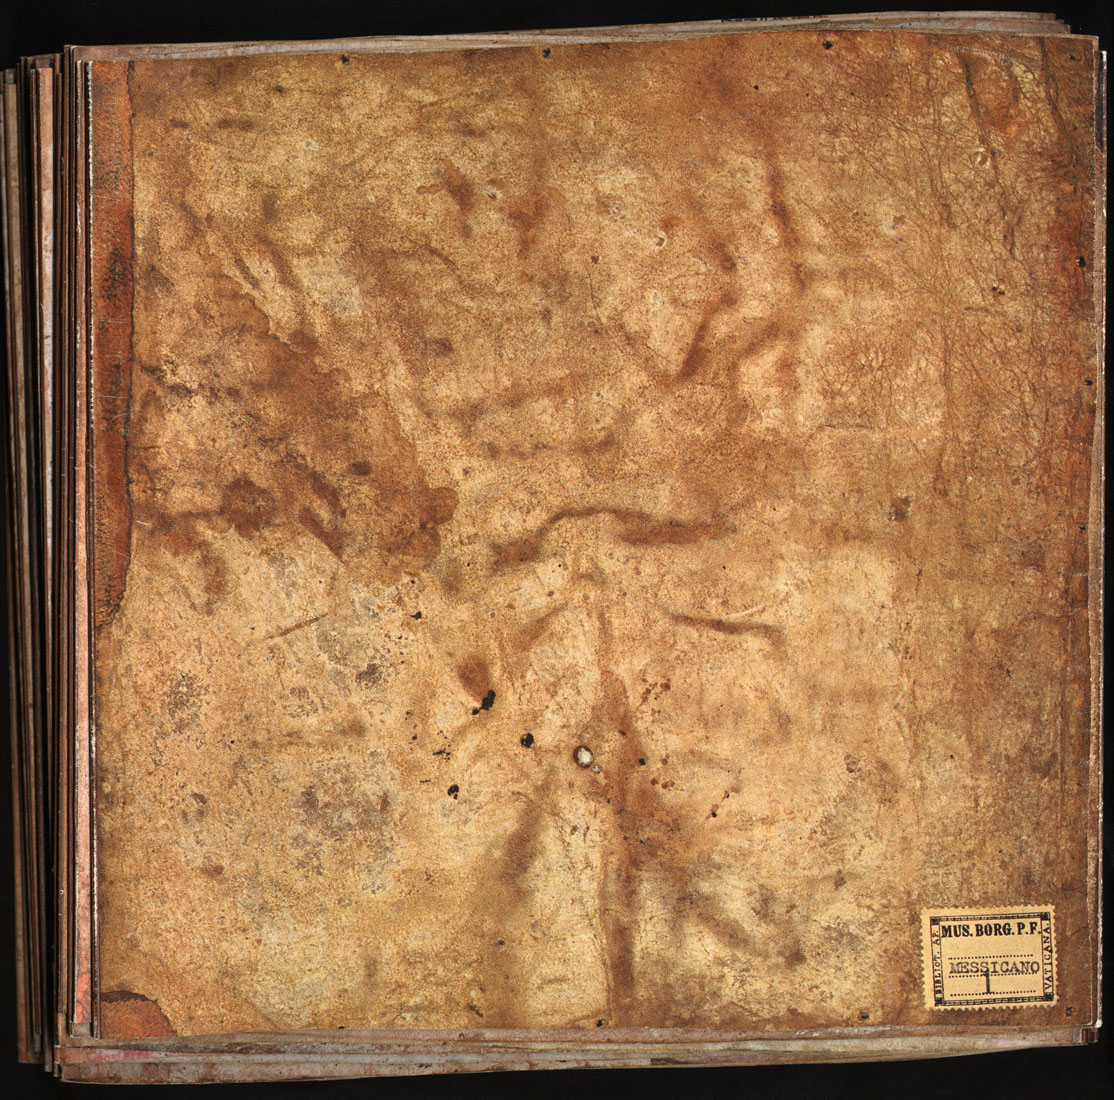 MUS. BORG. P. F.
BIBLIOT. AP.
VATICANA
MESSICANO
1